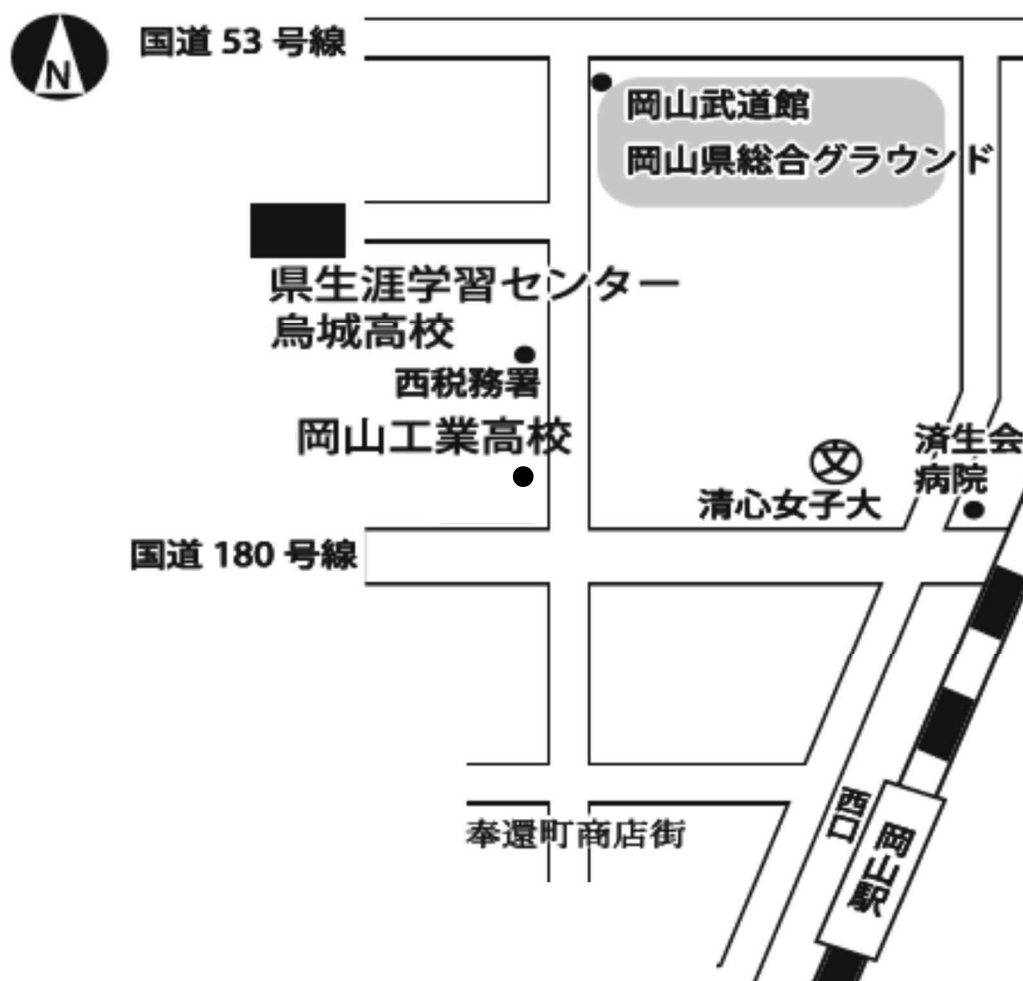 N
国道 53 号線
岡山武道館
岡山県総合グラウンド
県生涯学習センター
烏城高校
西税務署
岡山工業高校
文
清心女子大
済生会
病院
国道 180 号線
西口
岡山駅
奉還町商店街